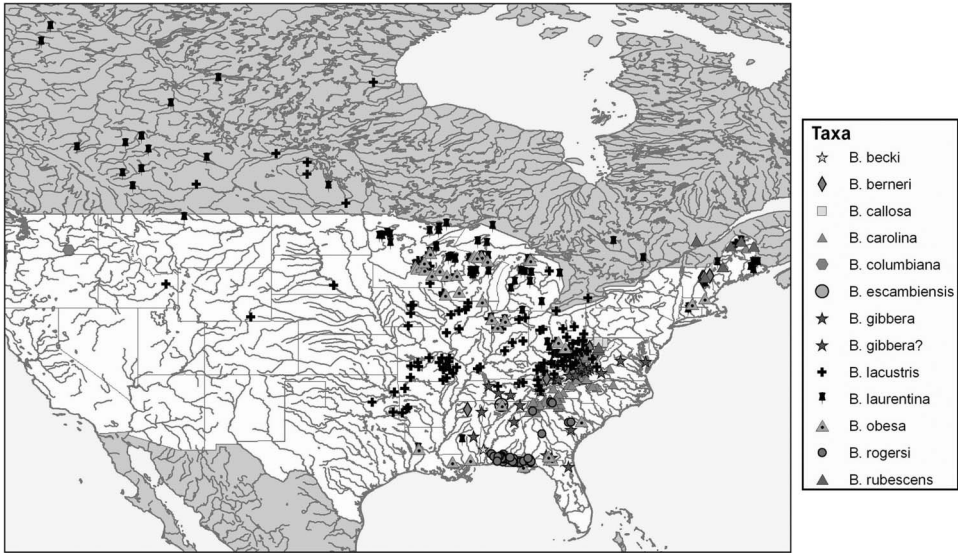 Taxa
B. becki
B. berneri
B. callosa
B. carolina
B. columbiana
B. escambiensis
B. gibbera
B. gibbera?
B. lacustris
B. laurentina
B. obesa
B. rogersi
B. rubescens